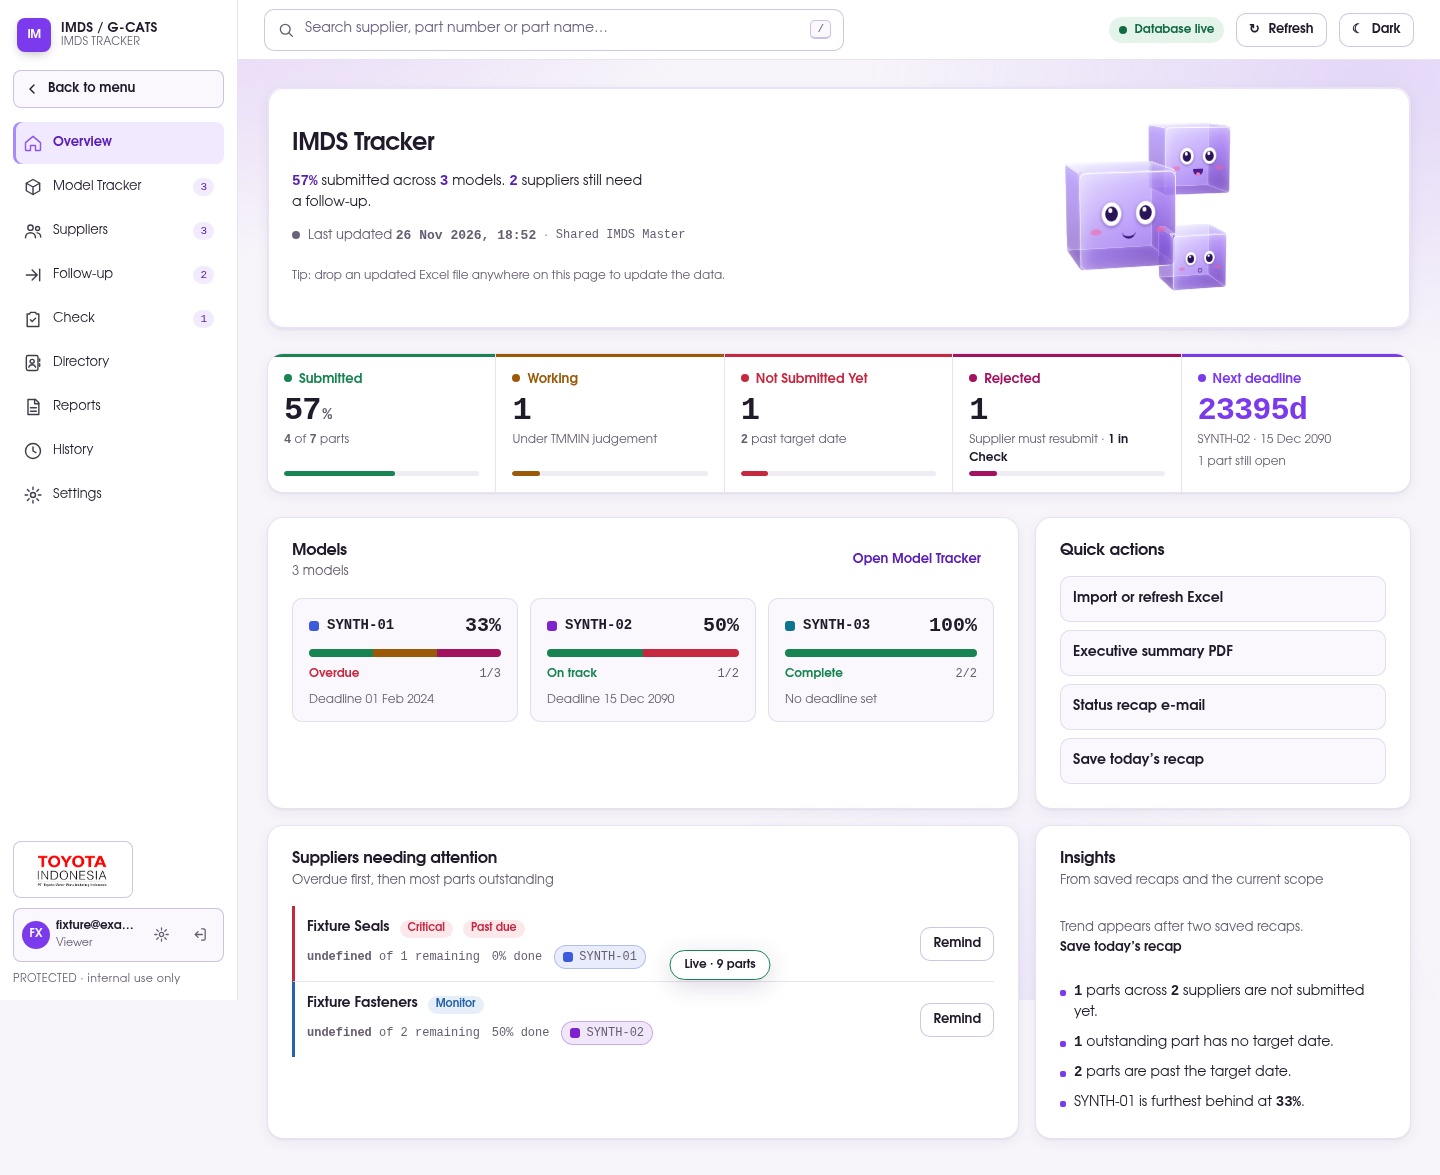 IM
IMDS / G-CATS
IMDS TRACKER
Back to menu
Overview
Model Tracker 3
Suppliers 3
Follow-up 2
Check 1
Directory
Reports
History
Settings
TOYOTA
INDONESIA
FX
fixture@exa...
Viewer
PROTECTED · internal use only
Search supplier, part number or part name...
/
Database live
Refresh
Dark
IMDS Tracker
57% submitted across 3 models. 2 suppliers still need
a follow-up.
Last updated 26 Nov 2026, 18:52 · Shared IMDS Master
Tip: drop an updated Excel file anywhere on this page to update the data.
Submitted
57%
4 of 7 parts
Working
1
Under TMMIN judgement
Not Submitted Yet
1
2 past target date
Rejected
1
Supplier must resubmit · 1 in
Check
Next deadline
23395d
SYNTH-02 · 15 Dec 2090
1 part still open
Models
3 models
Open Model Tracker
SYNTH-01 33%
Overdue 1/3
Deadline 01 Feb 2024
SYNTH-02 50%
On track 1/2
Deadline 15 Dec 2090
SYNTH-03 100%
Complete 2/2
No deadline set
Quick actions
Import or refresh Excel
Executive summary PDF
Status recap e-mail
Save today's recap
Suppliers needing attention
Overdue first, then most parts outstanding
Fixture Seals Critical Past due
undefined of 1 remaining 0% done SYNTH-01
Remind
Live · 9 parts
Fixture Fasteners Monitor
undefined of 2 remaining 50% done SYNTH-02
Remind
Insights
From saved recaps and the current scope
Trend appears after two saved recaps.
Save today's recap
1 parts across 2 suppliers are not submitted
yet.
1 outstanding part has no target date.
2 parts are past the target date.
SYNTH-01 is furthest behind at 33%.